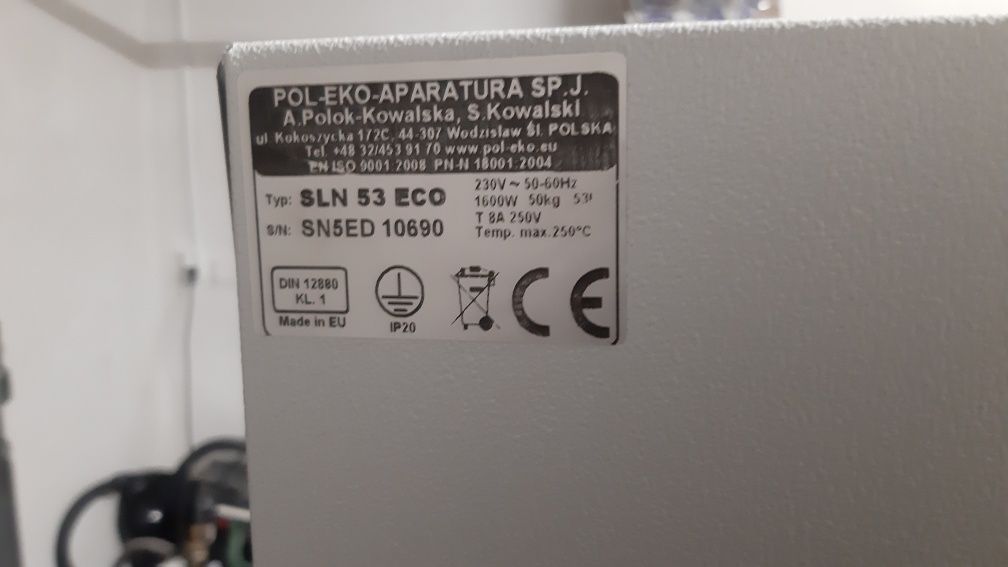 POL-EKO-APARATURA SP.J.
A.Polok-Kowalska, S.Kowalski
ul. Kokoszycka 172C, 44-307 Wodzisław Śl. POLSKA
Tel. +48 32/453 91 70 www.pol-eko.eu
EN ISO 9001:2008 PN-N 18001:2004
Typ: SLN 53 ECO
S/N: SN5ED 10690
230V ~ 50-60Hz
1600W 50kg 53l
T 8A 250V
Temp. max.250°C
DIN 12880
KL. 1
Made in EU
IP20
CE